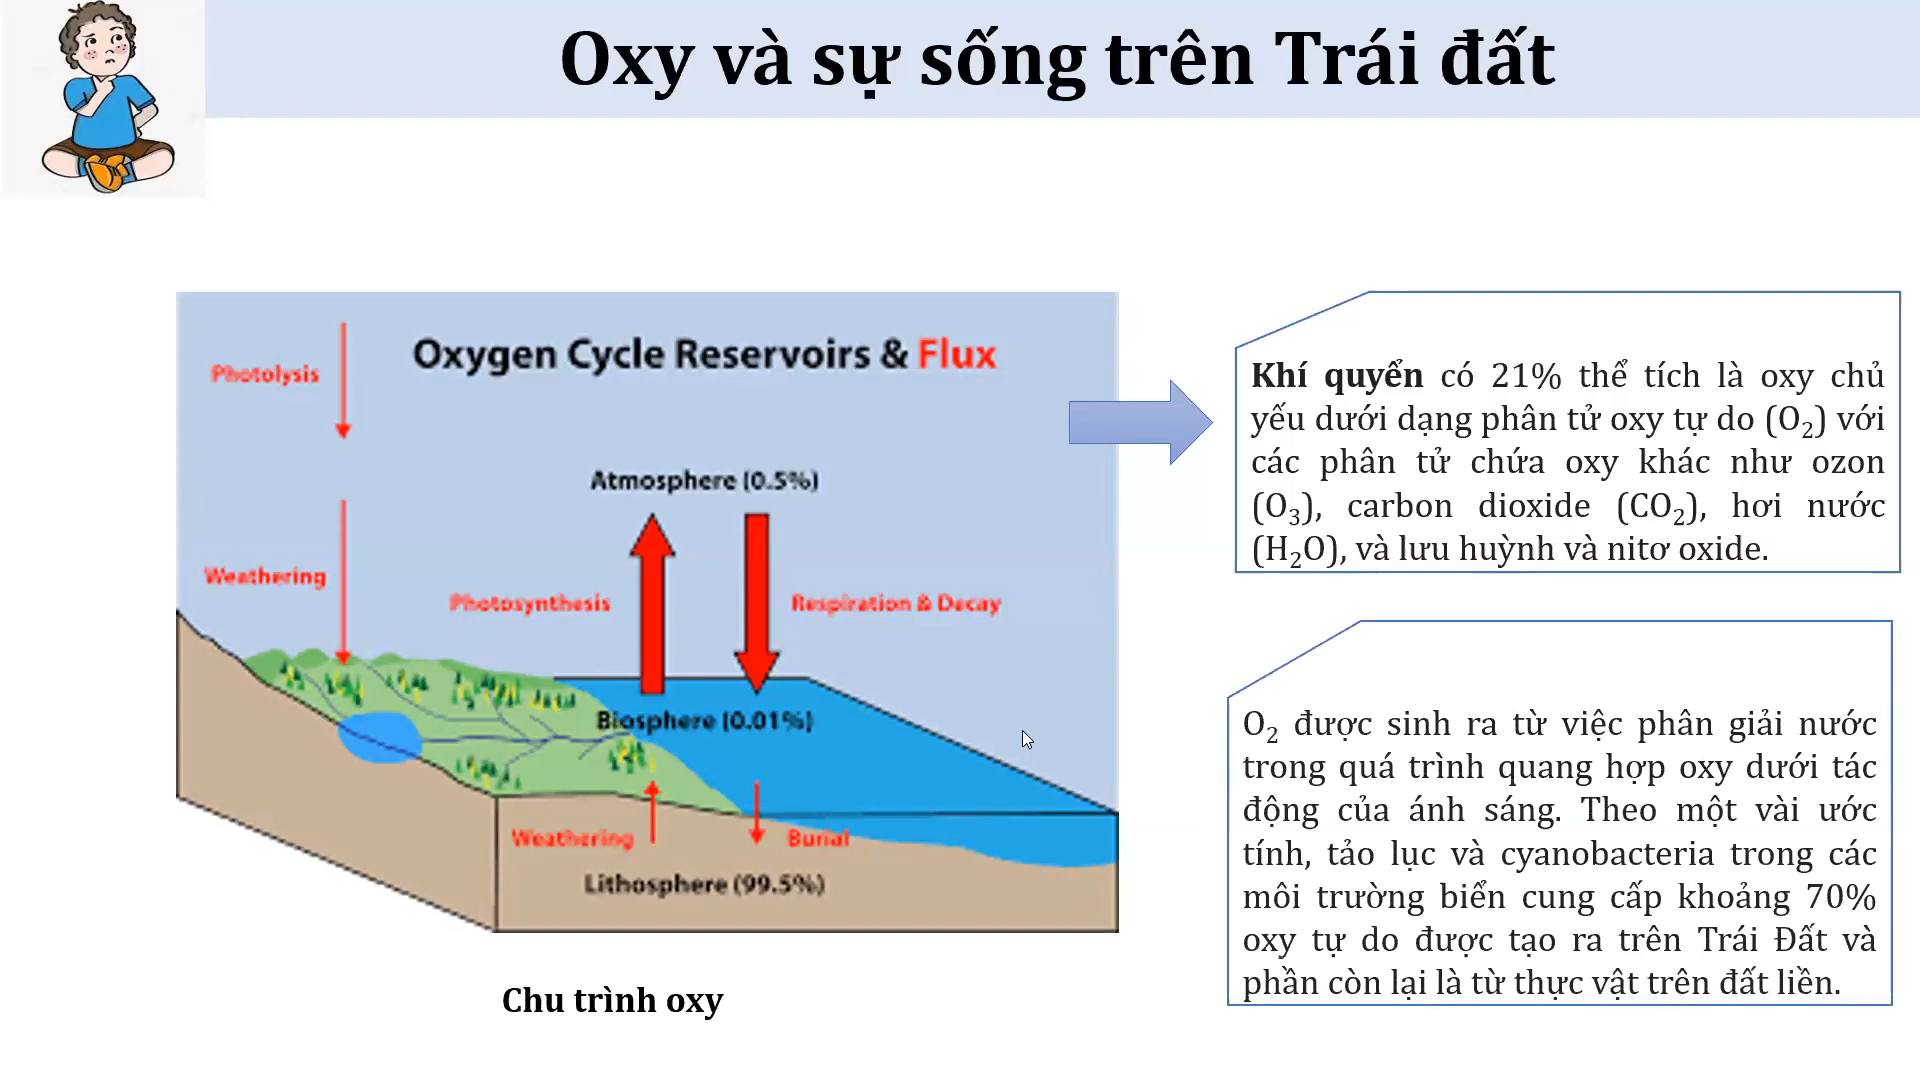 Oxy và sự sống trên Trái đất
Photolysis
Oxygen Cycle Reservoirs & Flux
Atmosphere (0.5%)
Weathering
Photosynthesis
Respiration & Decay
Biosphere (0.01%)
Weathering
Burial
Lithosphere (99.5%)
Chu trình oxy
Khí quyển có 21% thể tích là oxy chủ
yếu dưới dạng phân tử oxy tự do (O₂) với
các phân tử chứa oxy khác như ozon
(O₃), carbon dioxide (CO₂), hơi nước
(H₂O), và lưu huỳnh và nitơ oxide.
O₂ được sinh ra từ việc phân giải nước
trong quá trình quang hợp oxy dưới tác
động của ánh sáng. Theo một vài ước
tính, tảo lục và cyanobacteria trong các
môi trường biển cung cấp khoảng 70%
oxy tự do được tạo ra trên Trái Đất và
phần còn lại là từ thực vật trên đất liền.